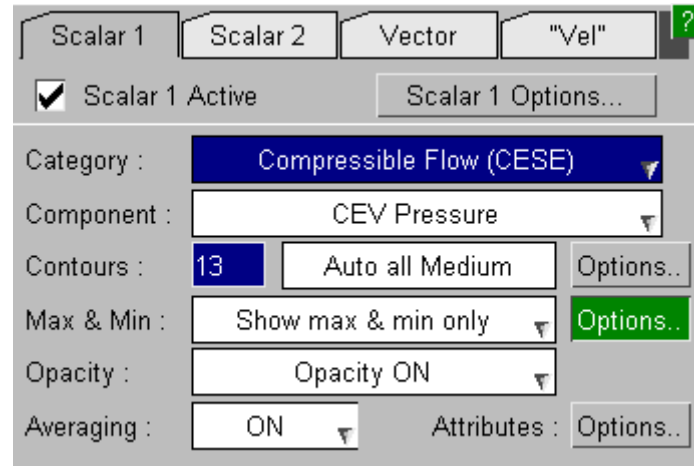 Scalar 1 Scalar 2 Vector "Vel" ?
Scalar 1 Active Scalar 1 Options...
Category : Compressible Flow (CESE)
Component : CEV Pressure
Contours : 13 Auto all Medium Options..
Max & Min : Show max & min only Options..
Opacity : Opacity ON
Averaging : ON Attributes : Options..